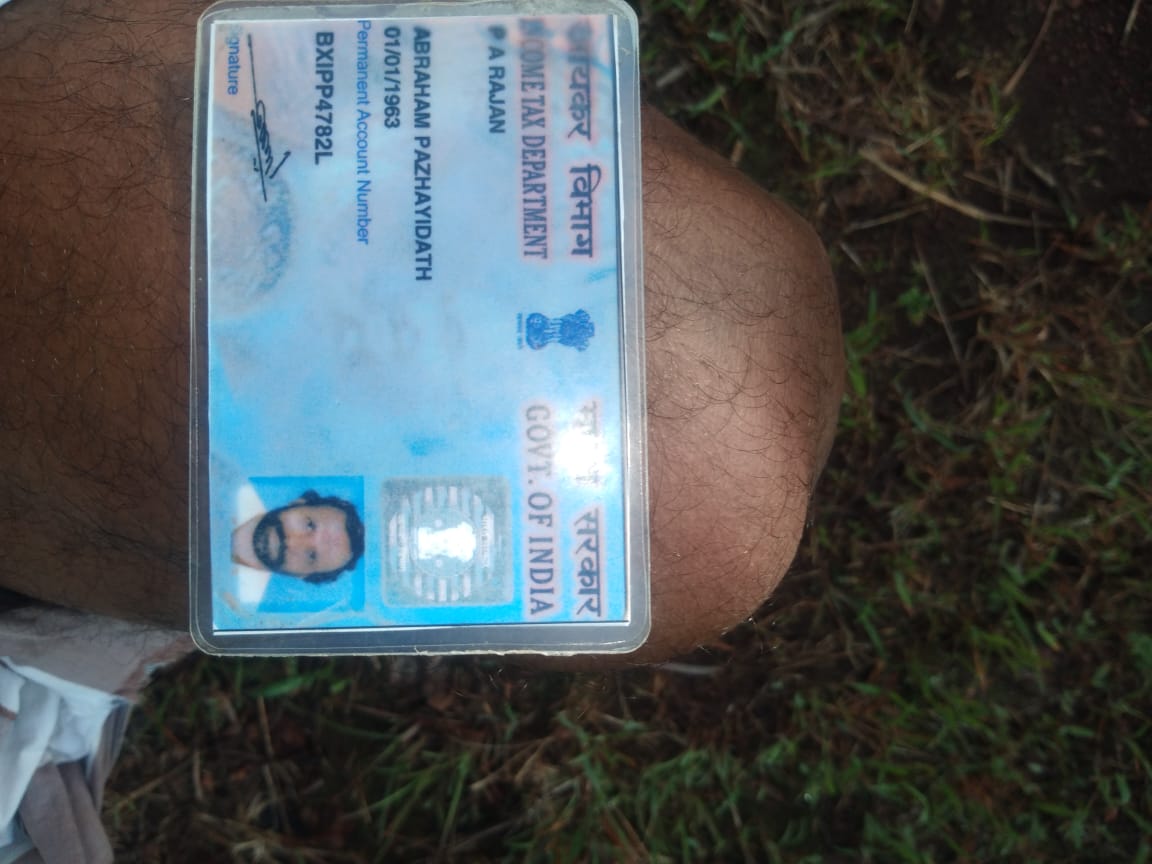 आयकर विभाग
INCOME TAX DEPARTMENT
भारत सरकार
GOVT. OF INDIA
P A RAJAN
ABRAHAM PAZHAYIDATH
01/01/1963
Permanent Account Number
BXIPP4782L
Signature